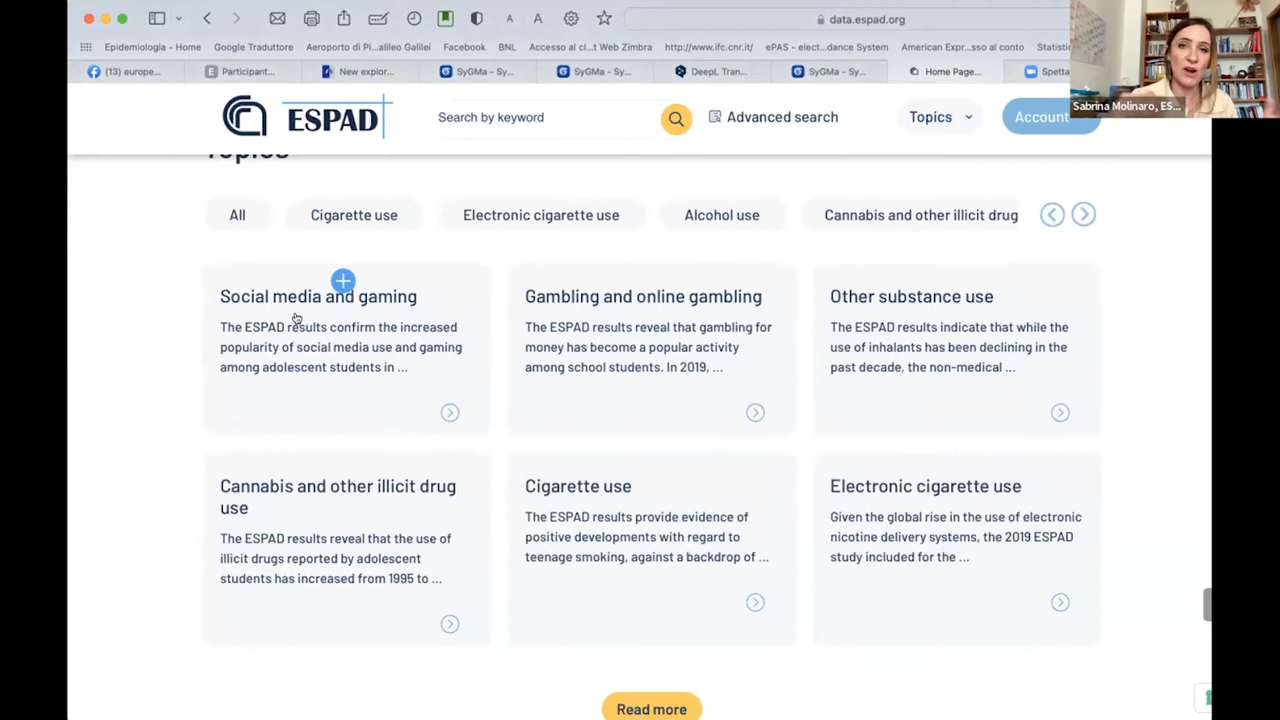 data.espad.org
Epidemiologia - Home
Google Traduttore
Aeroporto di Pi...alileo Galilei
Facebook
BNL
Accesso al cl...t Web Zimbra
http://www.ifc.cnr.it/
ePAS - elect...dance System
American Expr...sso al conto
Statistic
(13) europe...
Participant...
New explor...
SyGMa - Sy...
SyGMa - Sy...
DeepL Tran...
SyGMa - Sy...
Home Page...
Spetta
Sabrina Molinaro, ES...
ESPAD
Search by keyword
Advanced search
Topics
Account
Topics
All
Cigarette use
Electronic cigarette use
Alcohol use
Cannabis and other illicit drug
Social media and gaming
The ESPAD results confirm the increased
popularity of social media use and gaming
among adolescent students in ...
Gambling and online gambling
The ESPAD results reveal that gambling for
money has become a popular activity
among school students. In 2019, ...
Other substance use
The ESPAD results indicate that while the
use of inhalants has been declining in the
past decade, the non-medical ...
Cannabis and other illicit drug
use
The ESPAD results reveal that the use of
illicit drugs reported by adolescent
students has increased from 1995 to ...
Cigarette use
The ESPAD results provide evidence of
positive developments with regard to
teenage smoking, against a backdrop of ...
Electronic cigarette use
Given the global rise in the use of electronic
nicotine delivery systems, the 2019 ESPAD
study included for the ...
Read more